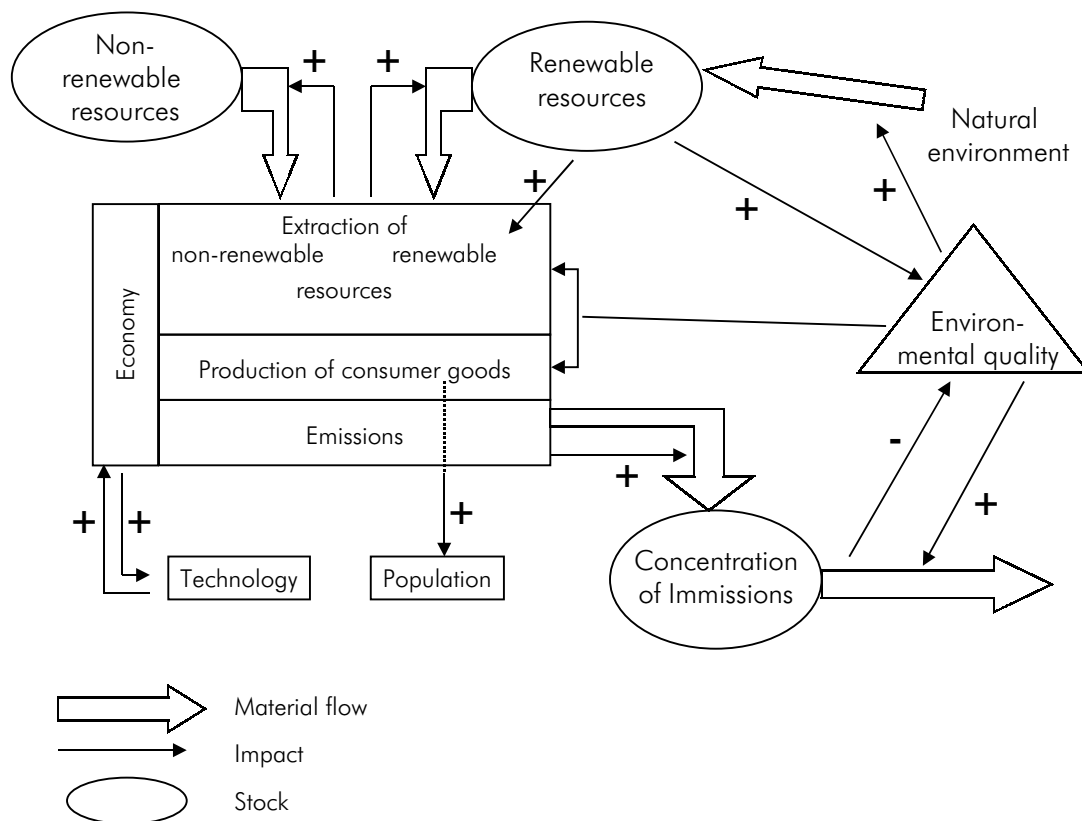 Non-
renewable
resources
+
+
Renewable
resources
Natural
environment
+
+
+
Extraction of
non-renewable renewable
resources
Economy
Environ-
mental quality
Production of consumer goods
Emissions
-
+
+
+
+
+
Technology
Population
Concentration
of Immissions
Material flow
Impact
Stock